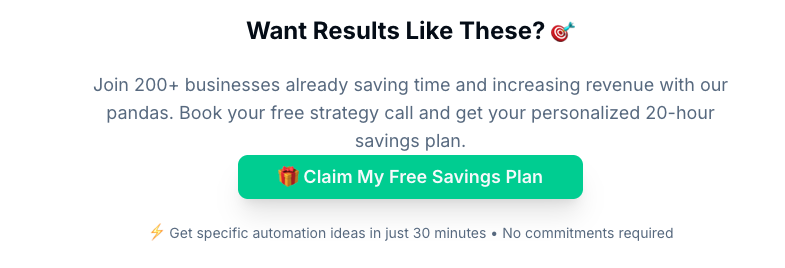 Want Results Like These? 🎯
Join 200+ businesses already saving time and increasing revenue with our
pandas. Book your free strategy call and get your personalized 20-hour
savings plan.
🎁 Claim My Free Savings Plan
⚡ Get specific automation ideas in just 30 minutes • No commitments required